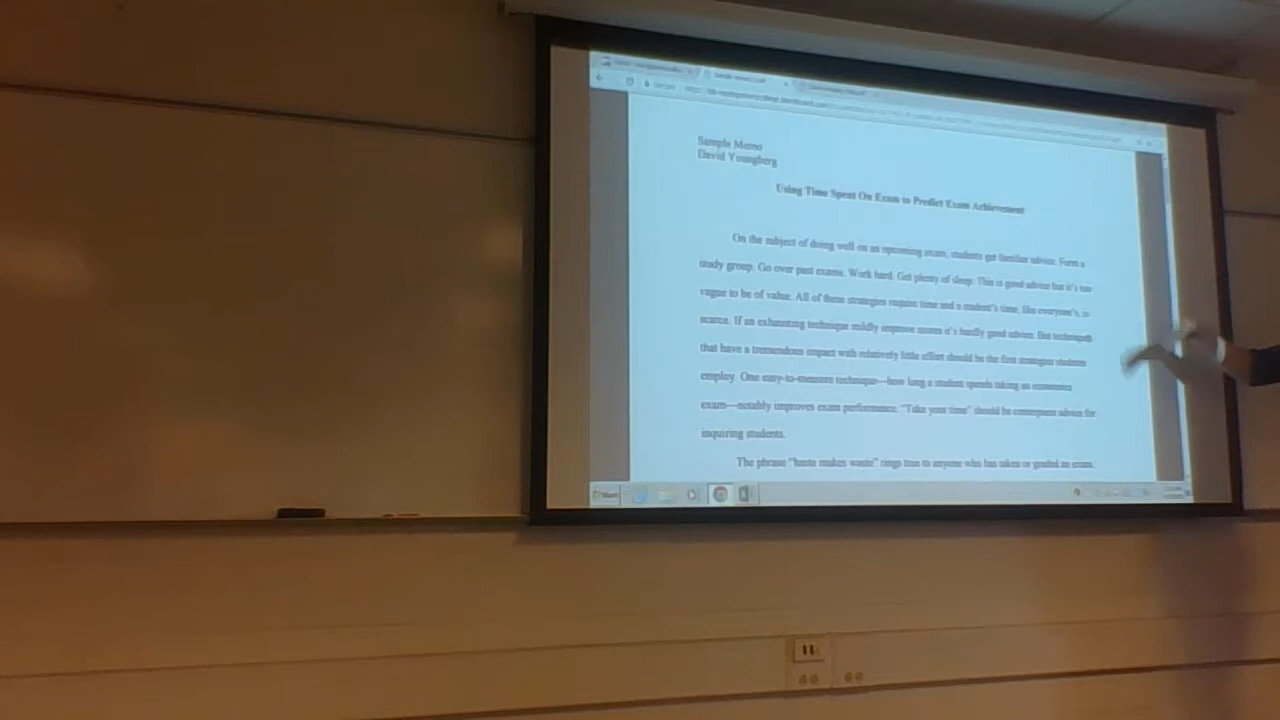 Sample Memo
David Youngberg
Using Time Spent On Exam to Predict Exam Achievement
On the subject of doing well on an upcoming exam, students get familiar advice. Form a
study group. Go over past exams. Work hard. Get plenty of sleep. This is good advice but it's too
vague to be of value. All of these strategies require time and a student's time, like everyone's, is
scarce. If an exhausting technique mildly improve scores it's hardly good advice. But techniques
that have a tremendous impact with relatively little effort should be the first strategies students
employ. One easy-to-measure technique—how long a student spends taking an economics
exam—notably improves exam performance. "Take your time" should be commonplace advice for
inquiring students.
The phrase "haste makes waste" rings true to anyone who has taken or graded an exam.
Start